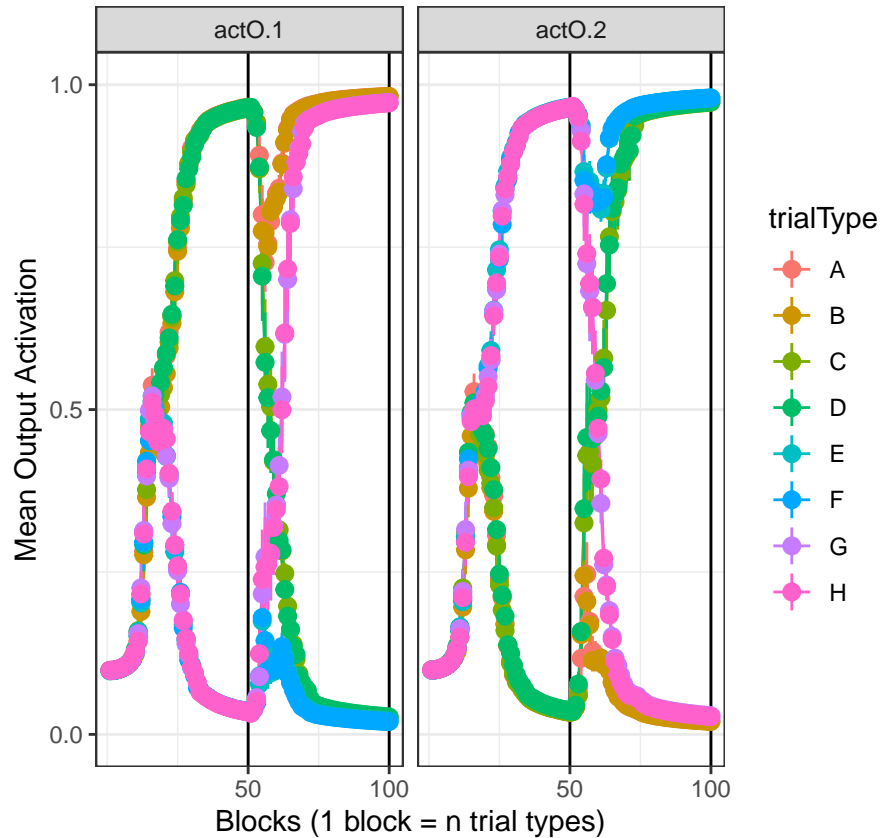 actO.1
actO.2
1.0
0.5
0.0
Mean Output Activation
50
100
50
100
Blocks (1 block = n trial types)
trialType
A
B
C
D
E
F
G
H